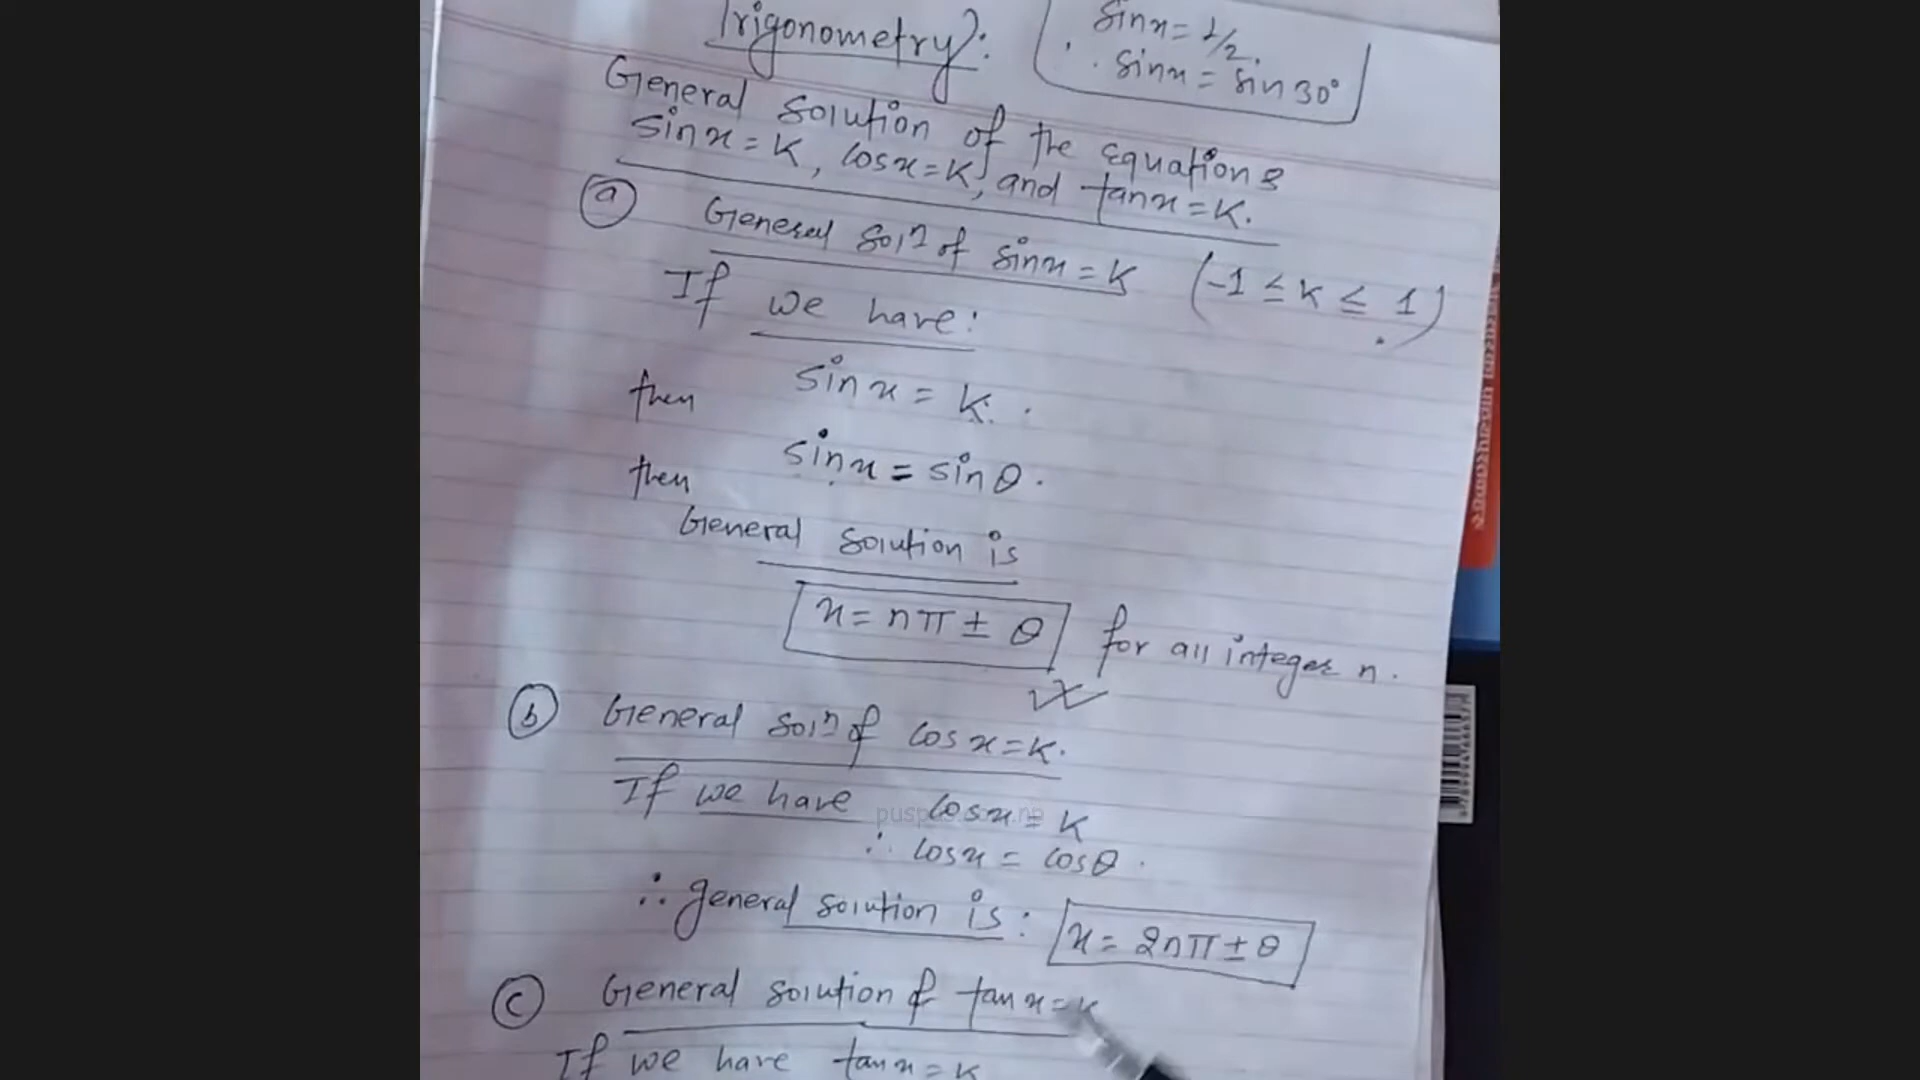 Trigonometry:
sinx = 1/2.
sinx = sin30°
General solution of the equations
sinx = K, cosx = K, and tanx = K.
(a) General solⁿ of sinx = K (-1 ≤ K ≤ 1)
If we have:
sinx = K.
then
sinx = sinθ.
then
General solution is
x = nπ ± θ for all integer n.
(b) General solⁿ of cosx = K.
If we have cosx = K
∴ cosx = cosθ.
∴ general solution is: x = 2nπ ± θ
(c) General solution of tanx = K
If we have tanx = K